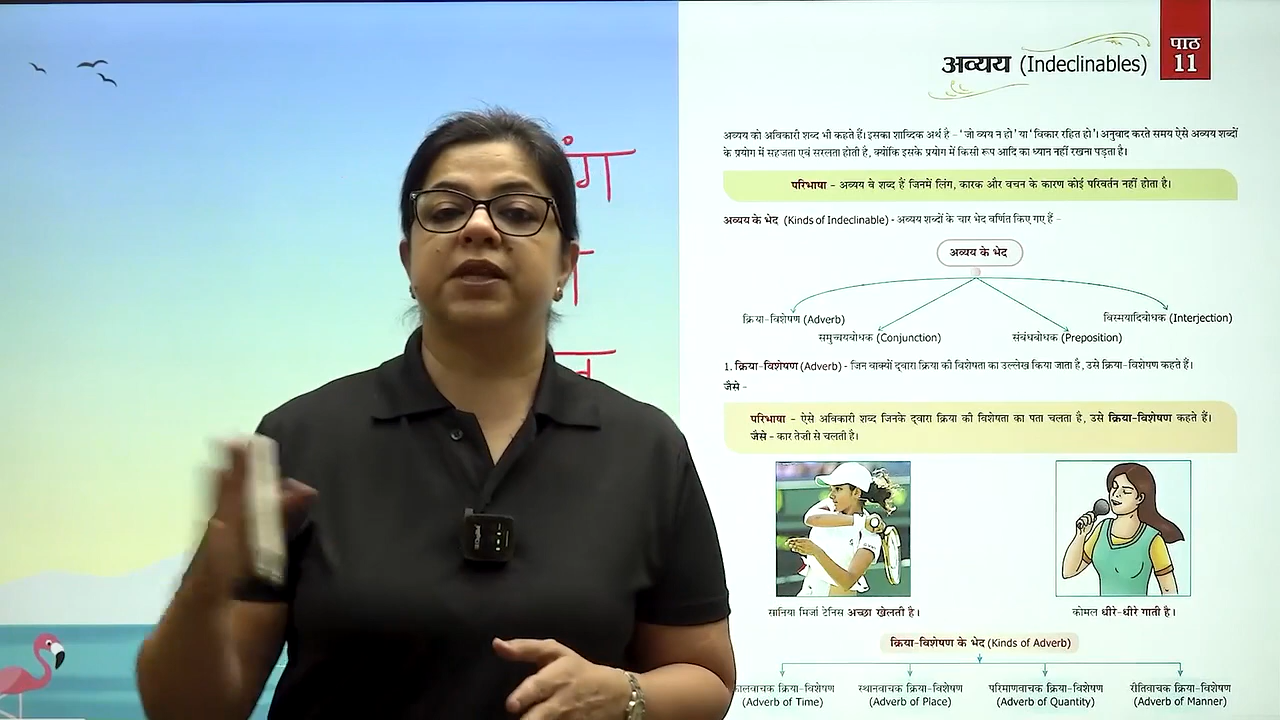 पाठ
11
अव्यय (Indeclinables)
अव्यय को अविकारी शब्द भी कहते हैं। इसका शाब्दिक अर्थ है – 'जो व्यय न हो' या 'विकार रहित हो'। अनुवाद करते समय ऐसे अव्यय शब्दों
के प्रयोग में सहजता एवं सरलता होती है, क्योंकि इसके प्रयोग में किसी रूप आदि का ध्यान नहीं रखना पड़ता है।
परिभाषा – अव्यय वे शब्द हैं जिनमें लिंग, कारक और वचन के कारण कोई परिवर्तन नहीं होता है।
अव्यय के भेद (Kinds of Indeclinable) - अव्यय शब्दों के चार भेद वर्णित किए गए हैं –
अव्यय के भेद
क्रिया-विशेषण (Adverb)
विस्मयादिबोधक (Interjection)
समुच्चयबोधक (Conjunction)
संबंधबोधक (Preposition)
1. क्रिया-विशेषण (Adverb) - जिन वाक्यों द्वारा क्रिया की विशेषता का उल्लेख किया जाता है, उसे क्रिया-विशेषण कहते हैं।
जैसे –
परिभाषा – ऐसे अविकारी शब्द जिनके द्वारा क्रिया की विशेषता का पता चलता है, उसे क्रिया-विशेषण कहते हैं।
जैसे – कार तेज़ी से चलती है।
सानिया मिर्जा टेनिस अच्छा खेलती है।
कोमल धीरे-धीरे गाती है।
क्रिया-विशेषण के भेद (Kinds of Adverb)
कालवाचक क्रिया-विशेषण
स्थानवाचक क्रिया-विशेषण
परिमाणवाचक क्रिया-विशेषण
रीतिवाचक क्रिया-विशेषण
(Adverb of Time)
(Adverb of Place)
(Adverb of Quantity)
(Adverb of Manner)